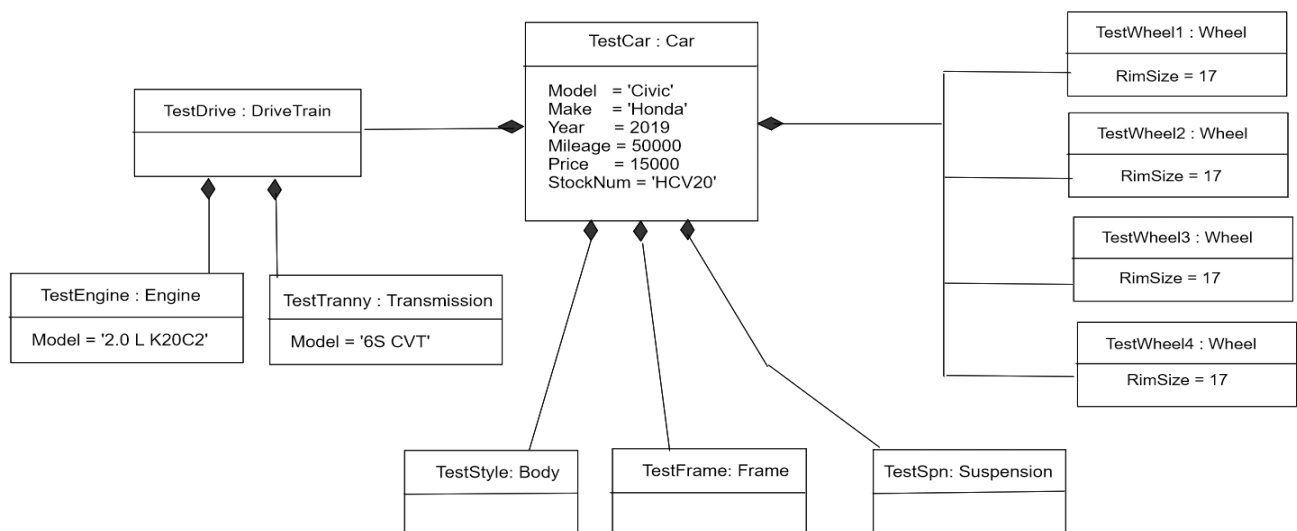 TestCar : Car
Model = 'Civic'
Make = 'Honda'
Year = 2019
Mileage = 50000
Price = 15000
StockNum = 'HCV20'
TestDrive : DriveTrain
TestEngine : Engine
Model = '2.0 L K20C2'
TestTranny : Transmission
Model = '6S CVT'
TestStyle: Body
TestFrame: Frame
TestSpn: Suspension
TestWheel1 : Wheel
RimSize = 17
TestWheel2 : Wheel
RimSize = 17
TestWheel3 : Wheel
RimSize = 17
TestWheel4 : Wheel
RimSize = 17